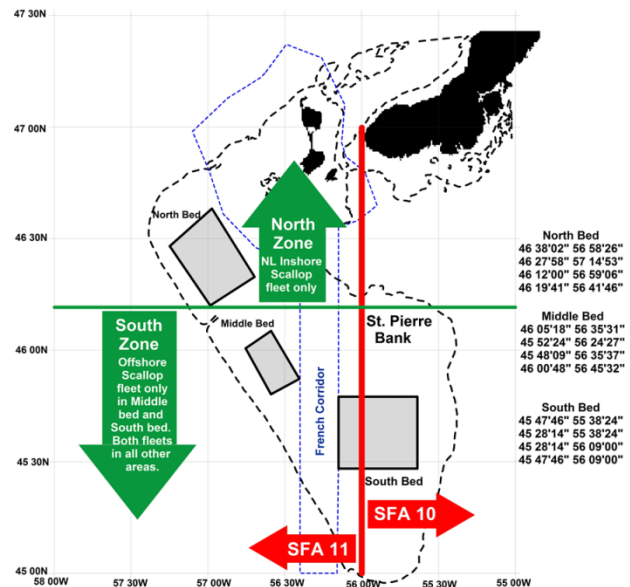 47 30N
47 00N
46 30N
46 00N
45 30N
45 00N
58 00W
57 30W
57 00W
56 30W
56 00W
55 30W
55 00W
North Bed
North
Zone
NL Inshore
Scallop
fleet only
South
Zone
Offshore
Scallop
fleet only
in Middle
bed and
South bed.
Both fleets
in all other
areas.
Middle Bed
St. Pierre
Bank
French Corridor
South Bed
SFA 10
SFA 11
North Bed
46 38'02" 56 58'26"
46 27'58" 57 14'53"
46 12'00" 56 59'06"
46 19'41" 56 41'46"
Middle Bed
46 05'18" 56 35'31"
45 52'24" 56 24'27"
45 48'09" 56 35'37"
46 00'48" 56 45'32"
South Bed
45 47'46" 55 38'24"
45 28'14" 55 38'24"
45 28'14" 56 09'00"
45 47'46" 56 09'00"